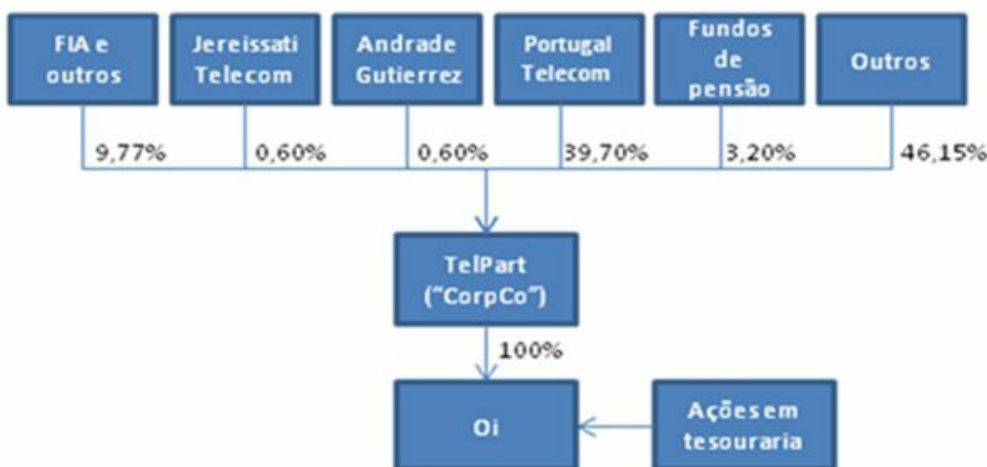 FIA e
outros
Jereissati
Telecom
Andrade
Gutierrez
Portugal
Telecom
Fundos
de
pensão
Outros
9,77%
0,60%
0,60%
39,70%
3,20%
46,15%
TelPart
("CorpCo")
100%
Oi
Ações em
tesouraria